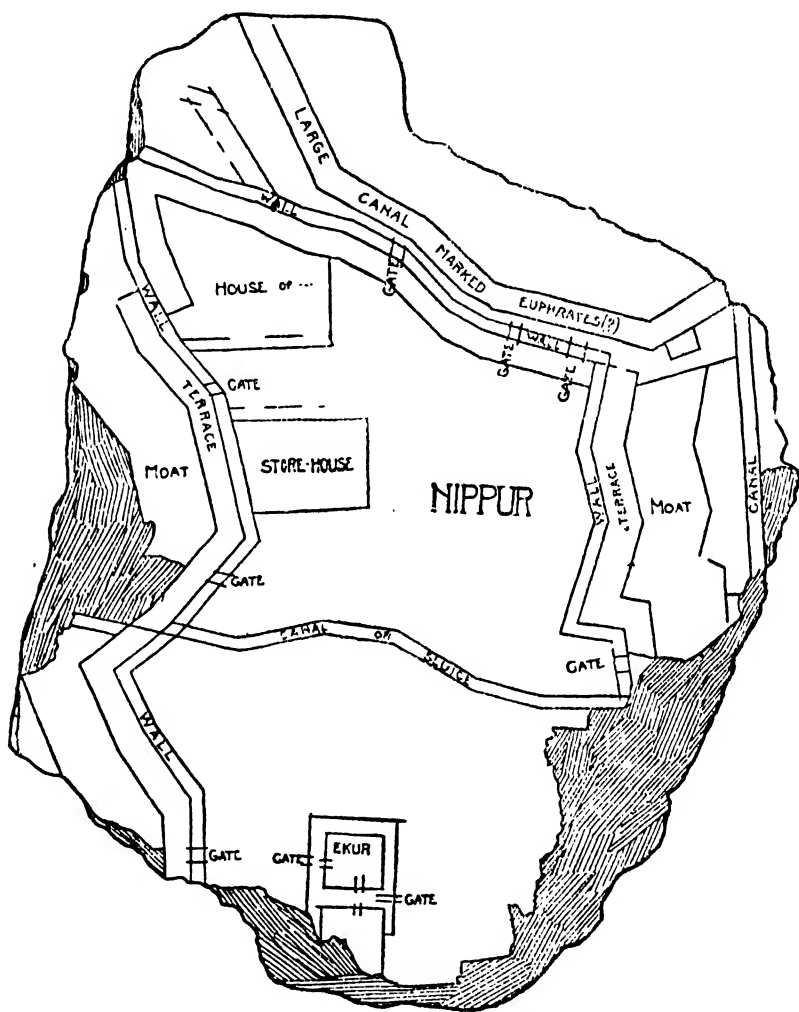 LARGE CANAL MARKED EUPHRATES(?)
WALL
GATE
HOUSE OF ...
WALL
GATE
WALL
GATE
GATE
TERRACE
MOAT
STORE-HOUSE
NIPPUR
WALL
TERRACE
MOAT
CANAL
GATE
CANAL OR SLUICE
GATE
WALL
GATE
EKUR
GATE
GATE